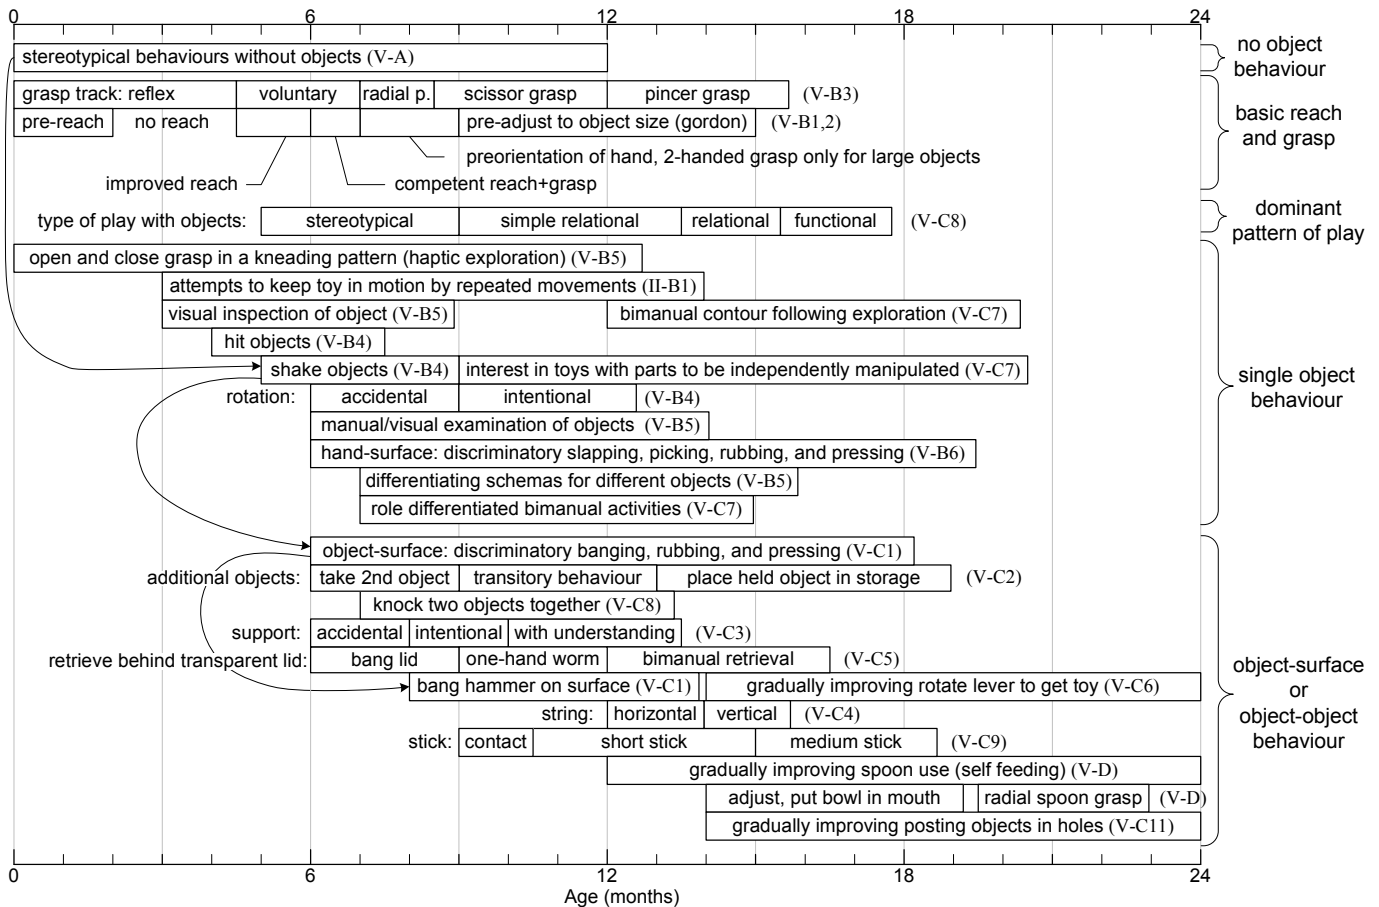 0 6 12 18 24
stereotypical behaviours without objects (V-A)
no object
behaviour
grasp track: reflex voluntary radial p. scissor grasp pincer grasp (V-B3)
pre-reach no reach pre-adjust to object size (gordon) (V-B1,2)
basic reach
and grasp
preorientation of hand, 2-handed grasp only for large objects
improved reach competent reach+grasp
type of play with objects: stereotypical simple relational relational functional (V-C8)
dominant
pattern of play
open and close grasp in a kneading pattern (haptic exploration) (V-B5)
attempts to keep toy in motion by repeated movements (II-B1)
visual inspection of object (V-B5) bimanual contour following exploration (V-C7)
hit objects (V-B4)
shake objects (V-B4) interest in toys with parts to be independently manipulated (V-C7)
single object
behaviour
rotation: accidental intentional (V-B4)
manual/visual examination of objects (V-B5)
hand-surface: discriminatory slapping, picking, rubbing, and pressing (V-B6)
differentiating schemas for different objects (V-B5)
role differentiated bimanual activities (V-C7)
object-surface: discriminatory banging, rubbing, and pressing (V-C1)
additional objects: take 2nd object transitory behaviour place held object in storage (V-C2)
knock two objects together (V-C8)
support: accidental intentional with understanding (V-C3)
retrieve behind transparent lid: bang lid one-hand worm bimanual retrieval (V-C5)
bang hammer on surface (V-C1) gradually improving rotate lever to get toy (V-C6)
object-surface
or
object-object
behaviour
string: horizontal vertical (V-C4)
stick: contact short stick medium stick (V-C9)
gradually improving spoon use (self feeding) (V-D)
adjust, put bowl in mouth radial spoon grasp (V-D)
gradually improving posting objects in holes (V-C11)
0 6 12 18 24
Age (months)